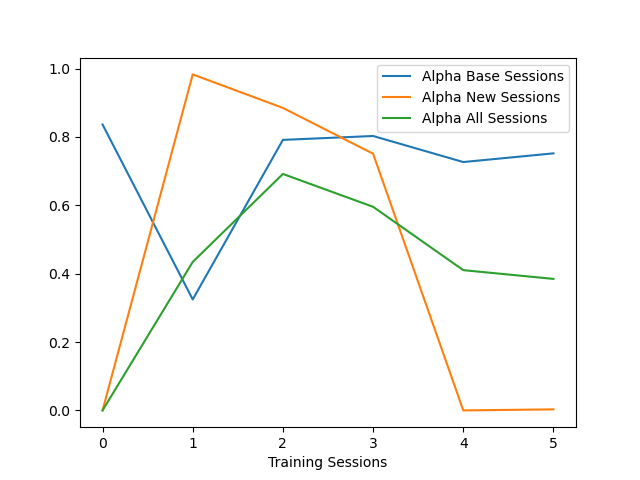 Alpha Base Sessions
Alpha New Sessions
Alpha All Sessions
1.0
0.8
0.6
0.4
0.2
0.0
0 1 2 3 4 5
Training Sessions